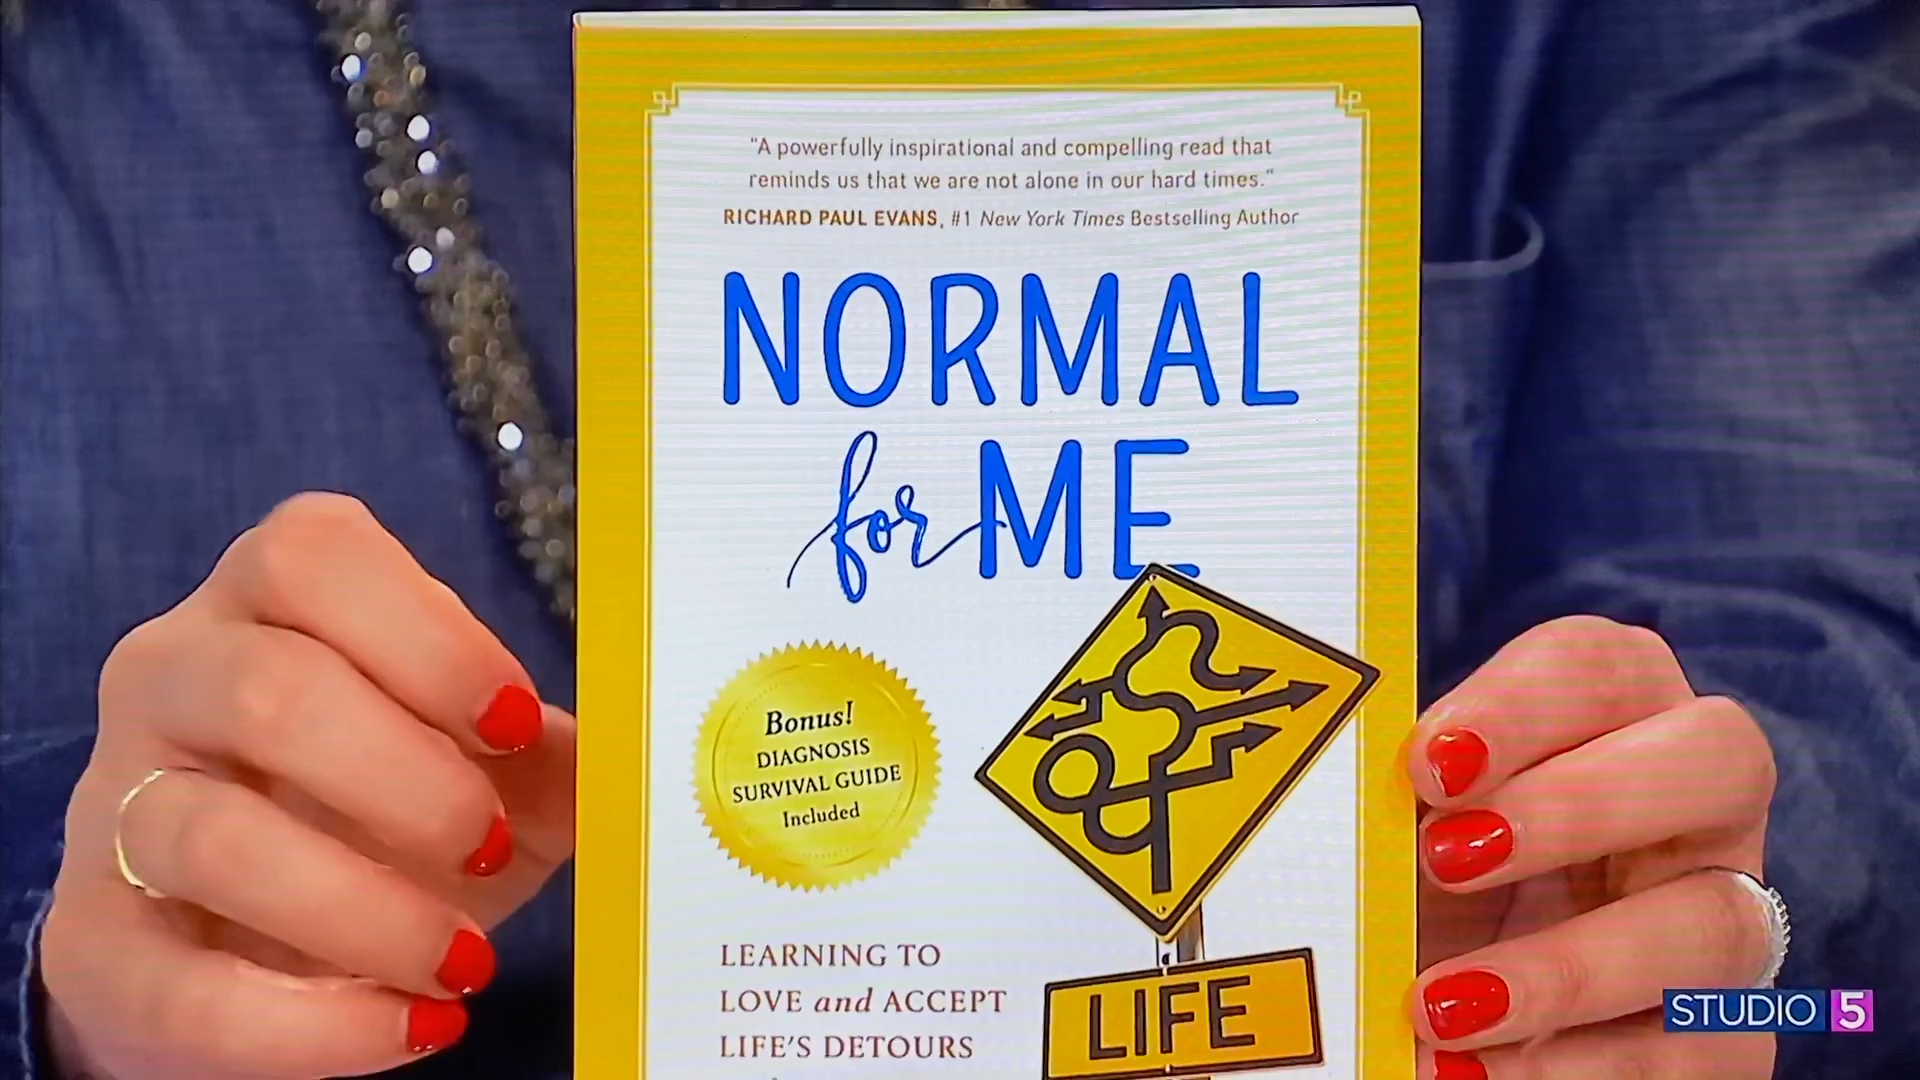 "A powerfully inspirational and compelling read that
reminds us that we are not alone in our hard times."
RICHARD PAUL EVANS, #1 New York Times Bestselling Author
NORMAL
for ME
Bonus!
DIAGNOSIS
SURVIVAL GUIDE
Included
LEARNING TO
LOVE and ACCEPT
LIFE'S DETOURS
LIFE
STUDIO 5